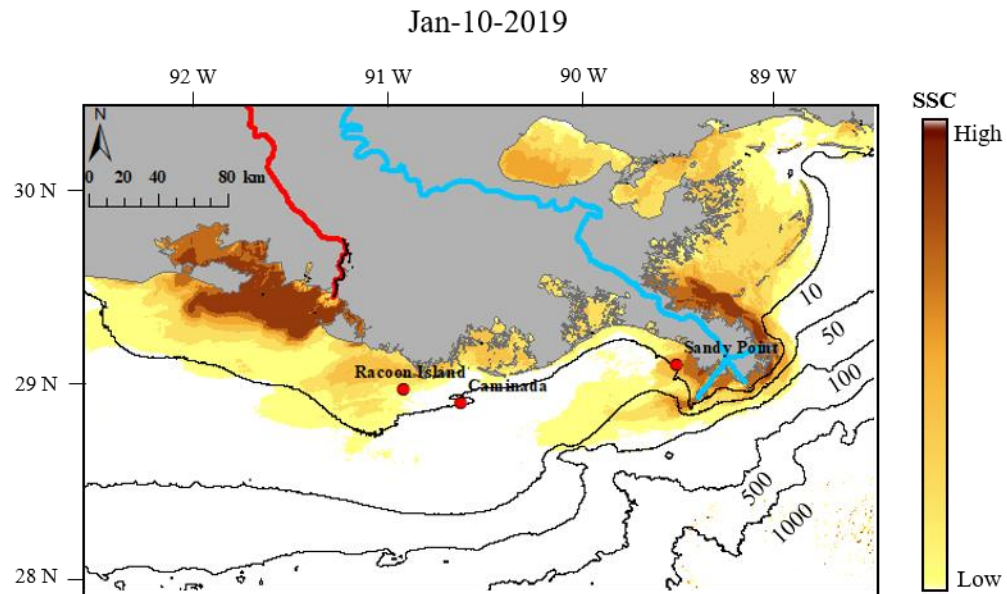 Jan-10-2019
92 W 91 W 90 W 89 W
SSC
High
Low
N
0 20 40 80 km
30 N
29 N
28 N
Sandy Point
Racoon Island
Caminada
10
50
100
500
1000